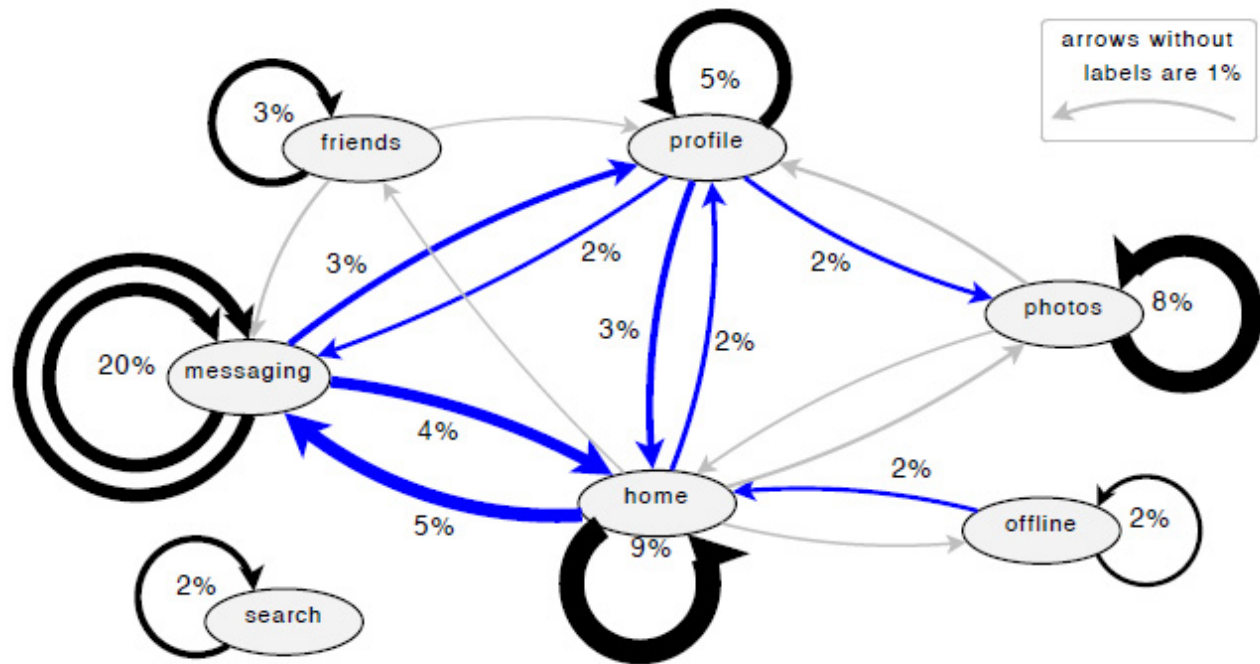 arrows without
labels are 1%
5%
3%
friends
profile
3%
2%
2%
photos
8%
3%
2%
20%
messaging
4%
2%
home
5%
9%
offline
2%
2%
search